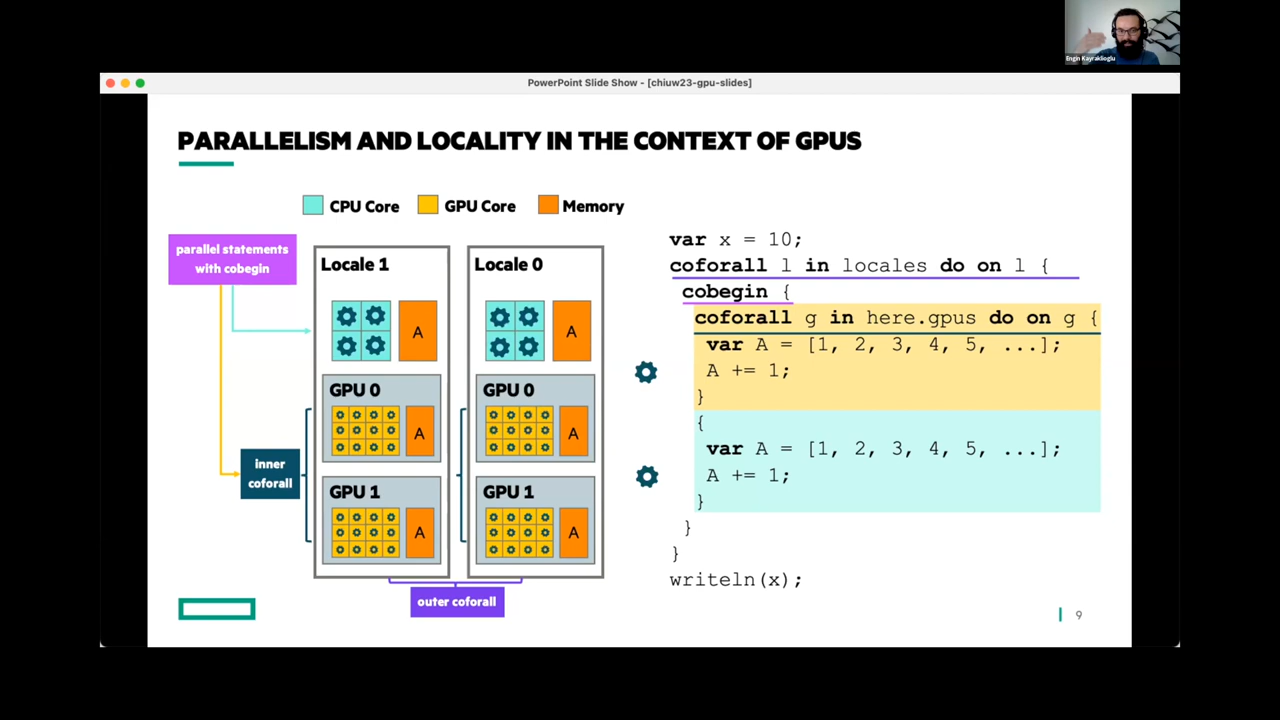 Engin Kayraklioglu
PowerPoint Slide Show - [chiuw23-gpu-slides]
PARALLELISM AND LOCALITY IN THE CONTEXT OF GPUS
CPU Core
GPU Core
Memory
parallel statements
with cobegin
Locale 1
A
GPU 0
A
GPU 1
A
Locale 0
A
GPU 0
A
GPU 1
A
inner
coforall
outer coforall
var x = 10;
coforall l in locales do on l {
cobegin {
coforall g in here.gpus do on g {
var A = [1, 2, 3, 4, 5, ...];
A += 1;
}
{
var A = [1, 2, 3, 4, 5, ...];
A += 1;
}
}
}
writeln(x);
9